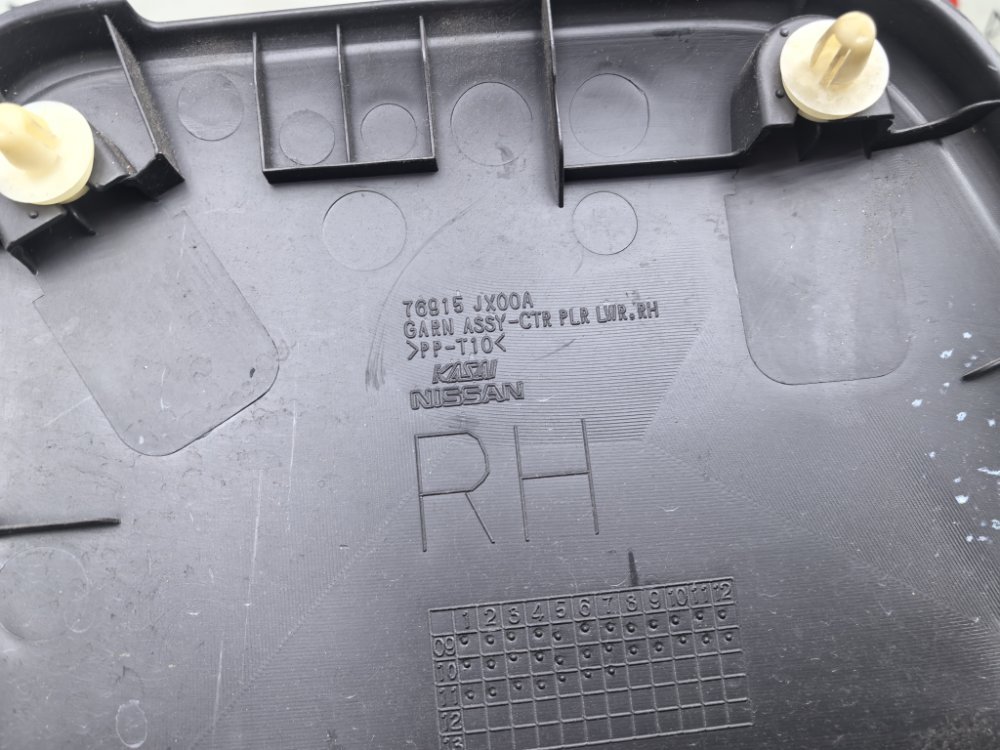 76915 JX00A
GARN ASSY-CTR PLR LWR.RH
>PP-T10<
KASAI
NISSAN
RH
1 2 3 4 5 6 7 8 9 10 11 12
09
10
11
12